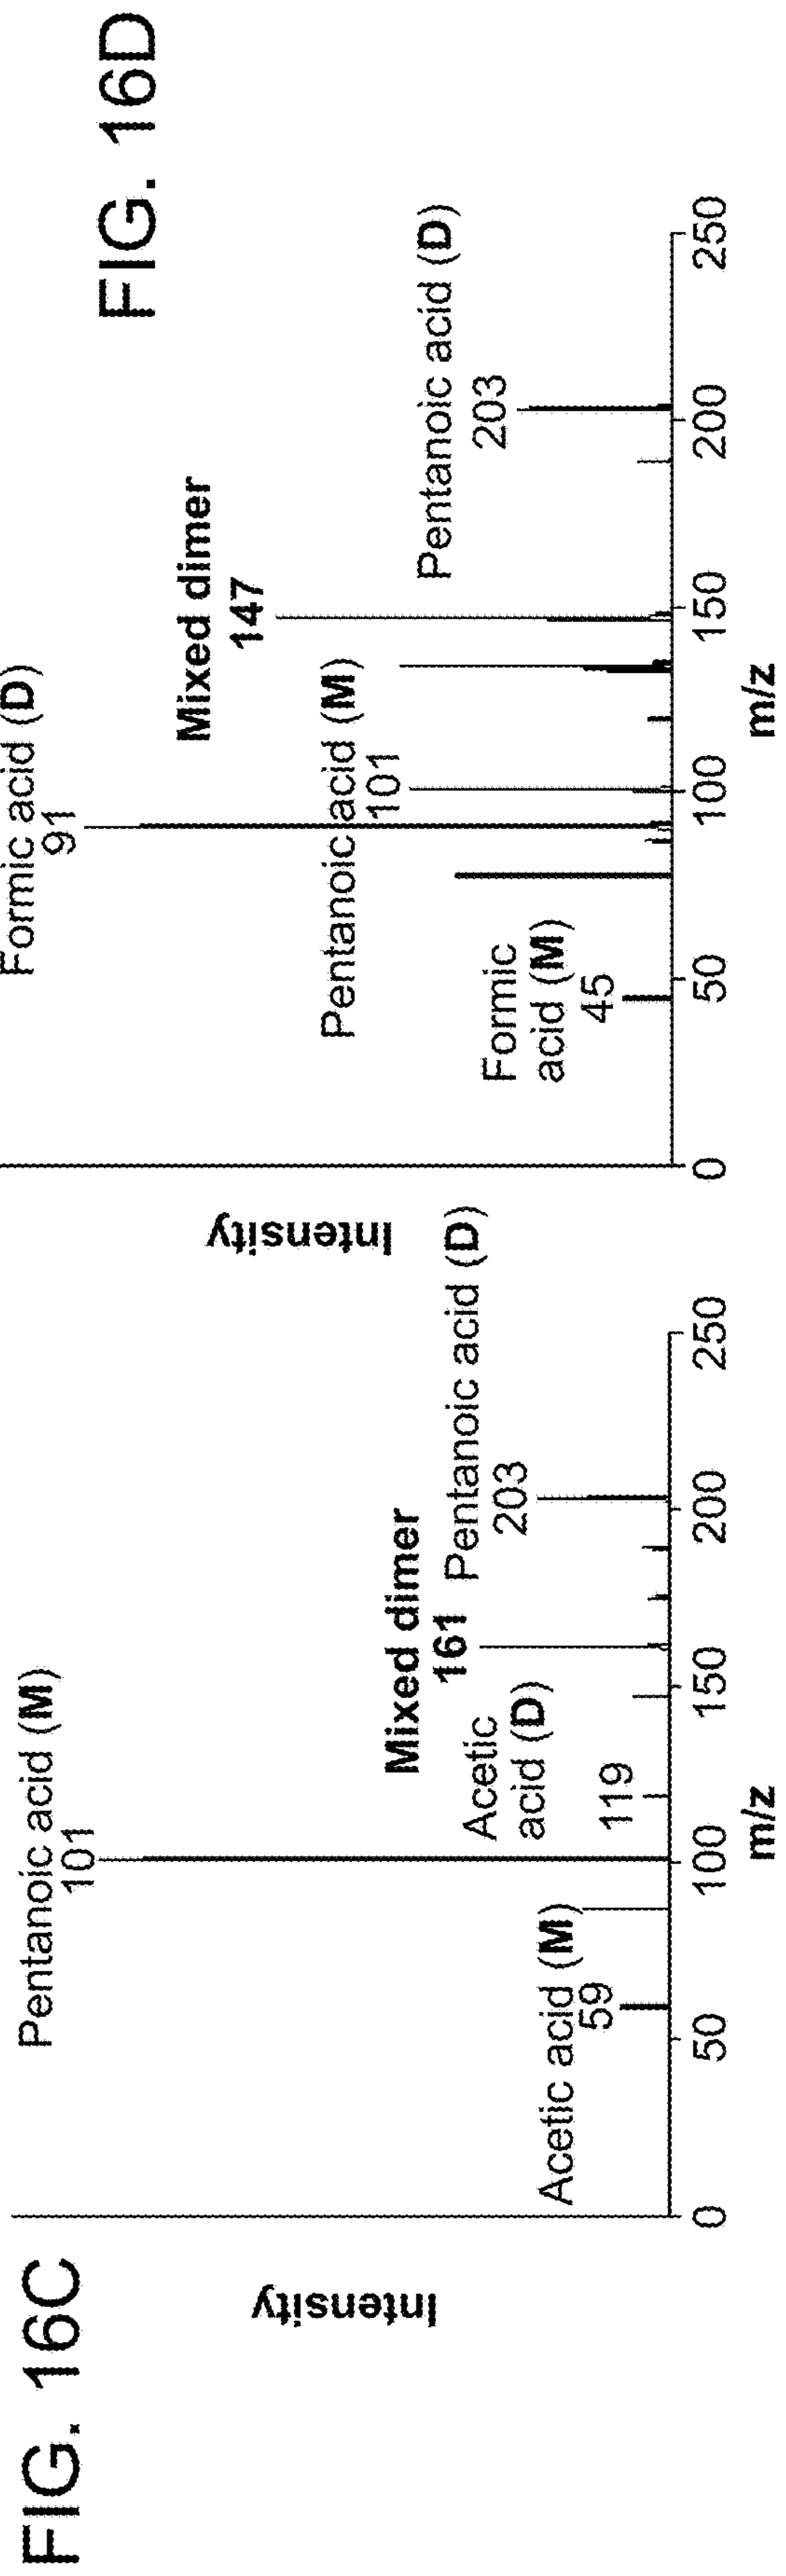 FIG. 16C
Pentanoic acid (M)
101
Mixed dimer
161
Pentanoic acid (D)
203
Acetic
acid (D)
119
Acetic acid (M)
59
Intensity
0
50
100
150
200
250
m/z
FIG. 16D
Formic acid (D)
91
Mixed dimer
147
Pentanoic acid (M)
101
Pentanoic acid (D)
203
Formic
acid (M)
45
Intensity
0
50
100
150
200
250
m/z